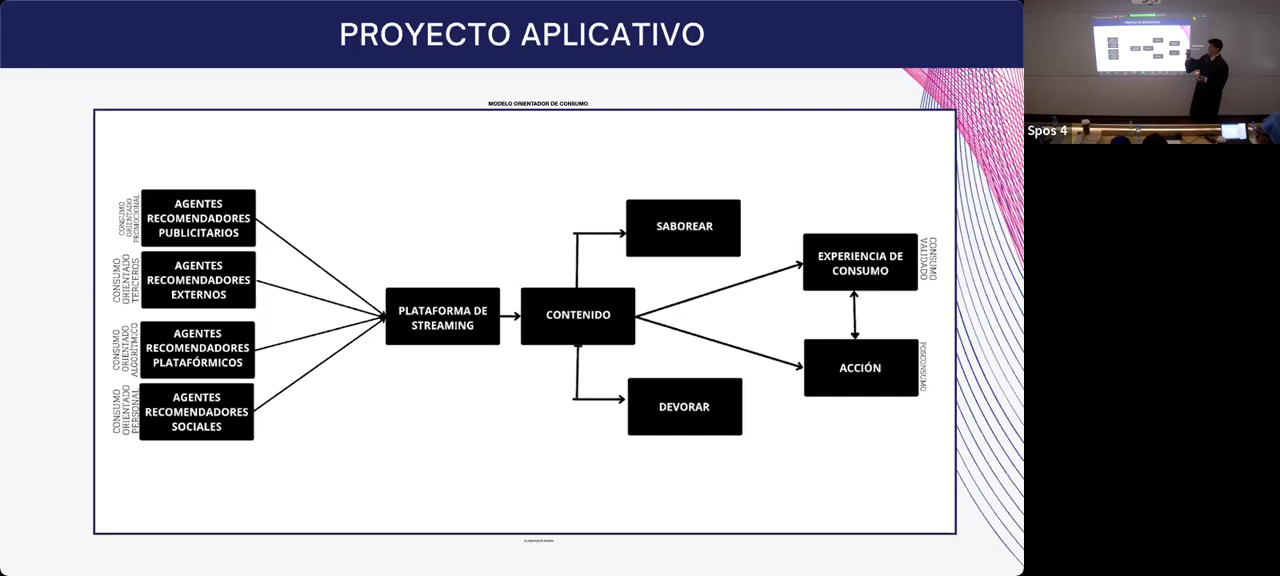 PROYECTO APLICATIVO
MODELO ORIENTADOR DE CONSUMO
CONSUMO
ORIENTADO
PROMOCIONAL
AGENTES
RECOMENDADORES
PUBLICITARIOS
CONSUMO
ORIENTADO
TERCEROS
AGENTES
RECOMENDADORES
EXTERNOS
CONSUMO
ORIENTADO
ALGORÍTMICO
AGENTES
RECOMENDADORES
PLATAFÓRMICOS
CONSUMO
ORIENTADO
PERSONAL
AGENTES
RECOMENDADORES
SOCIALES
PLATAFORMA DE
STREAMING
CONTENIDO
SABOREAR
DEVORAR
EXPERIENCIA DE
CONSUMO
CONSUMO
VALIDADO
ACCIÓN
POSCONSUMO
Spos 4